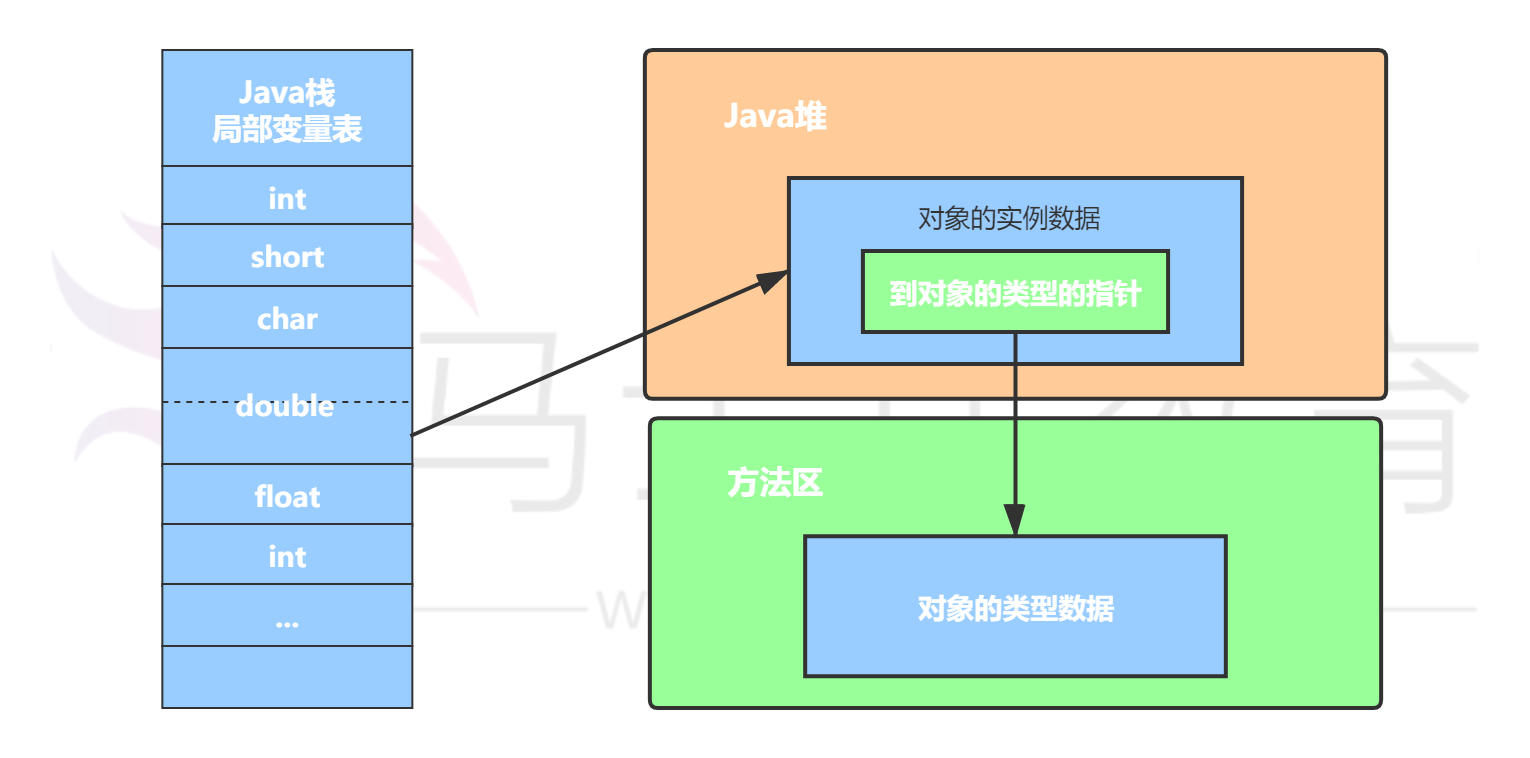 Java栈
局部变量表
int
short
char
double
float
int
...
Java堆
对象的实例数据
到对象的类型的指针
方法区
对象的类型数据